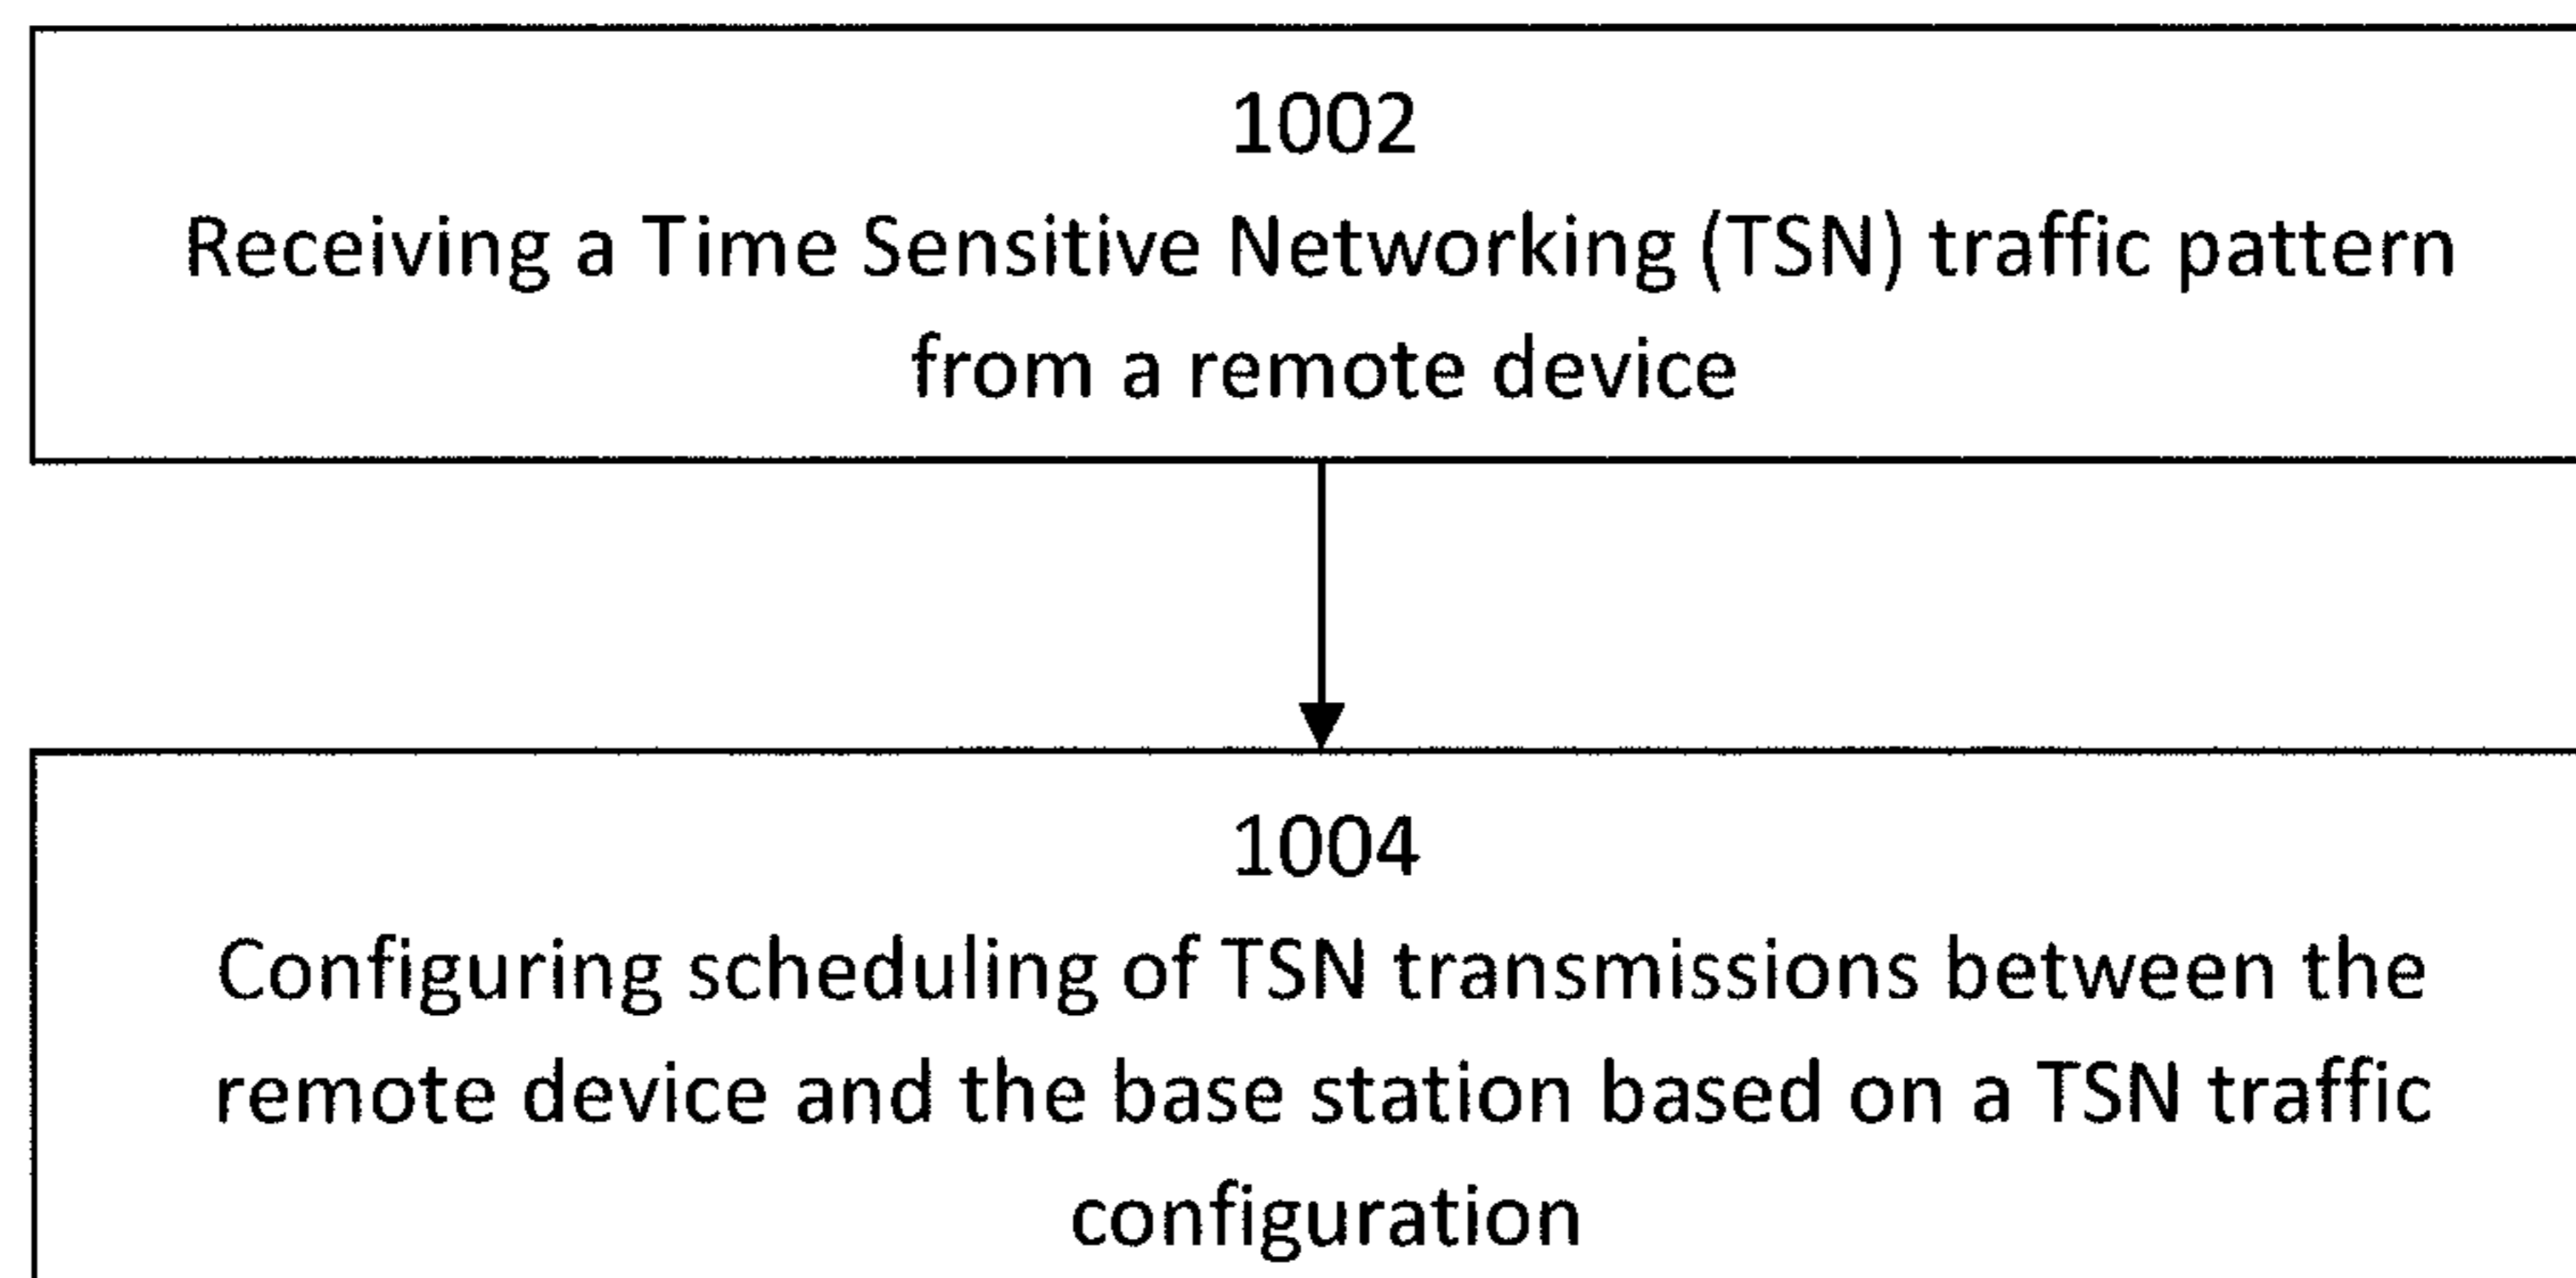 1002
Receiving a Time Sensitive Networking (TSN) traffic pattern
from a remote device
1004
Configuring scheduling of TSN transmissions between the
remote device and the base station based on a TSN traffic
configuration